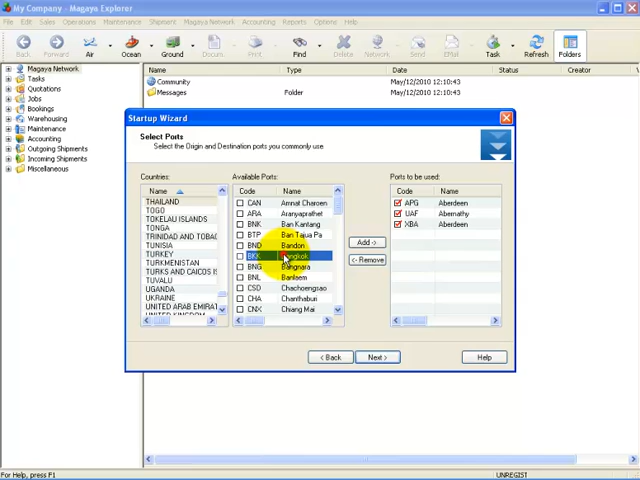 My Company - Magaya Explorer
File Edit Sales Operations Maintenance Shipment Magaya Network Accounting Reports Options Help
Back Forward Air Ocean Ground Docum. Print EMail Find Delete Network Task Refresh Folders
Magaya Network
Tasks
Quotations
Jobs
Bookings
Warehousing
Maintenance
Accounting
Outgoing Shipments
Incoming Shipments
Miscellaneous
Name Type Date Status Creator
Community May/12/2010 12:10:43
Messages Folder May/12/2010 12:10:43
Startup Wizard
Select Ports
Select the Origin and Destination ports you commonly use
Countries:
Name
THAILAND
TOGO
TOKELAU ISLANDS
TONGA
TRINIDAD AND TOBAC
TUNISIA
TURKEY
TURKMENISTAN
TURKS AND CAICOS IS
TUVALU
UGANDA
UKRAINE
UNITED ARAB EMIRAT
Available Ports:
Code Name
CAN Amnat Charoen
ARA Aranyaprathet
BNK Ban Kantang
BTP Ban Tajua Pa
BND Bandon
BKK Bangkok
BNG Bangnara
BNL Banlaem
CSD Chachoengsao
CHA Chanthaburi
CNX Chiang Mai
Add ->
<- Remove
Ports to be used:
Code Name
APG Aberdeen
UAF Abernathy
XBA Aberdeen
< Back Next > Help
For Help, press F1
UNREGIST